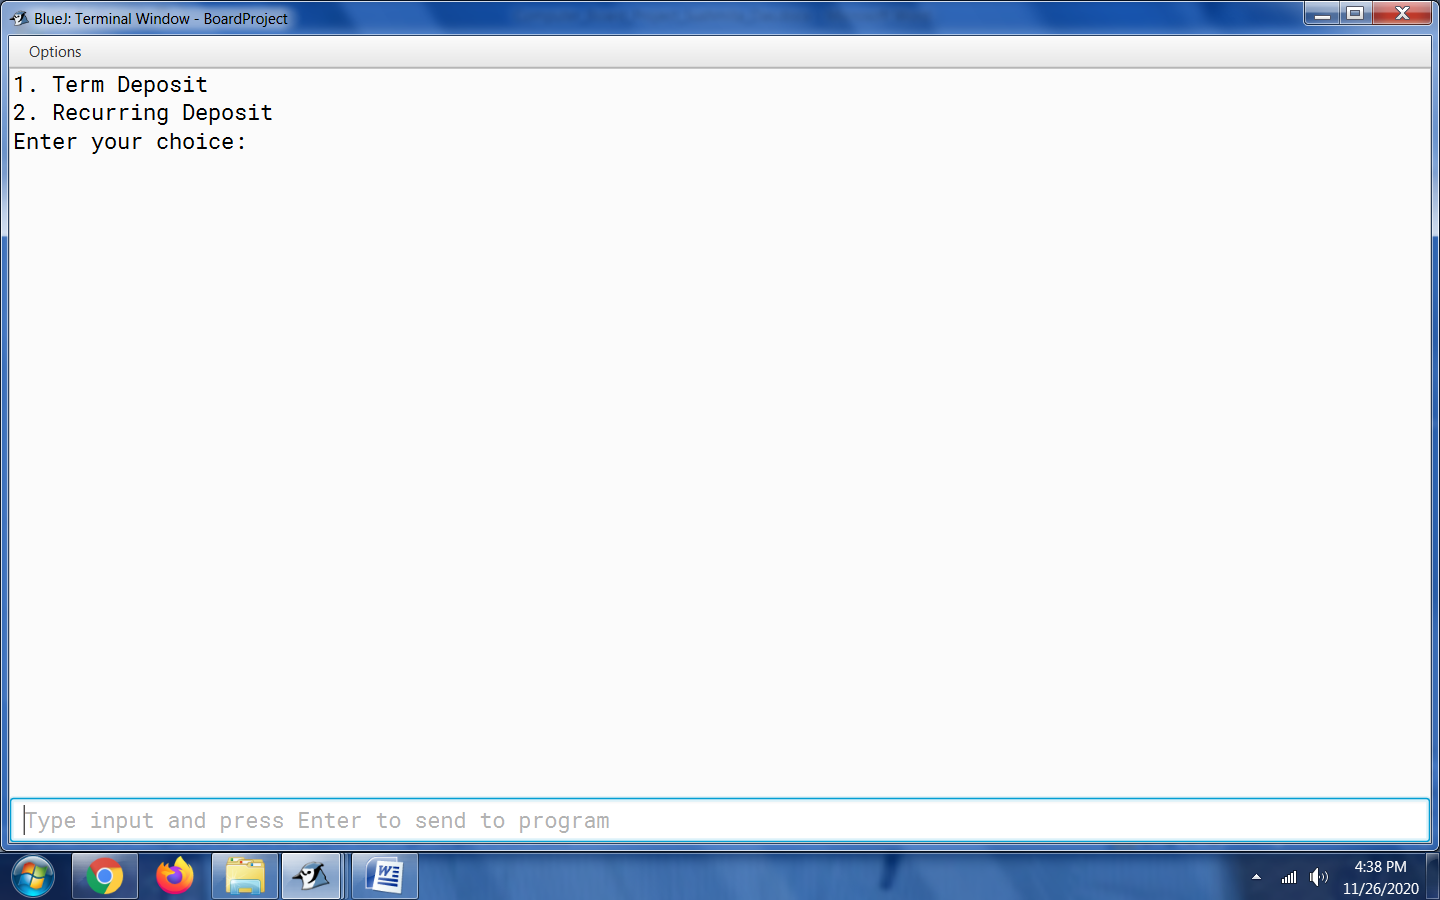 BlueJ: Terminal Window - BoardProject
Options
1. Term Deposit
2. Recurring Deposit
Enter your choice:
Type input and press Enter to send to program
4:38 PM
11/26/2020